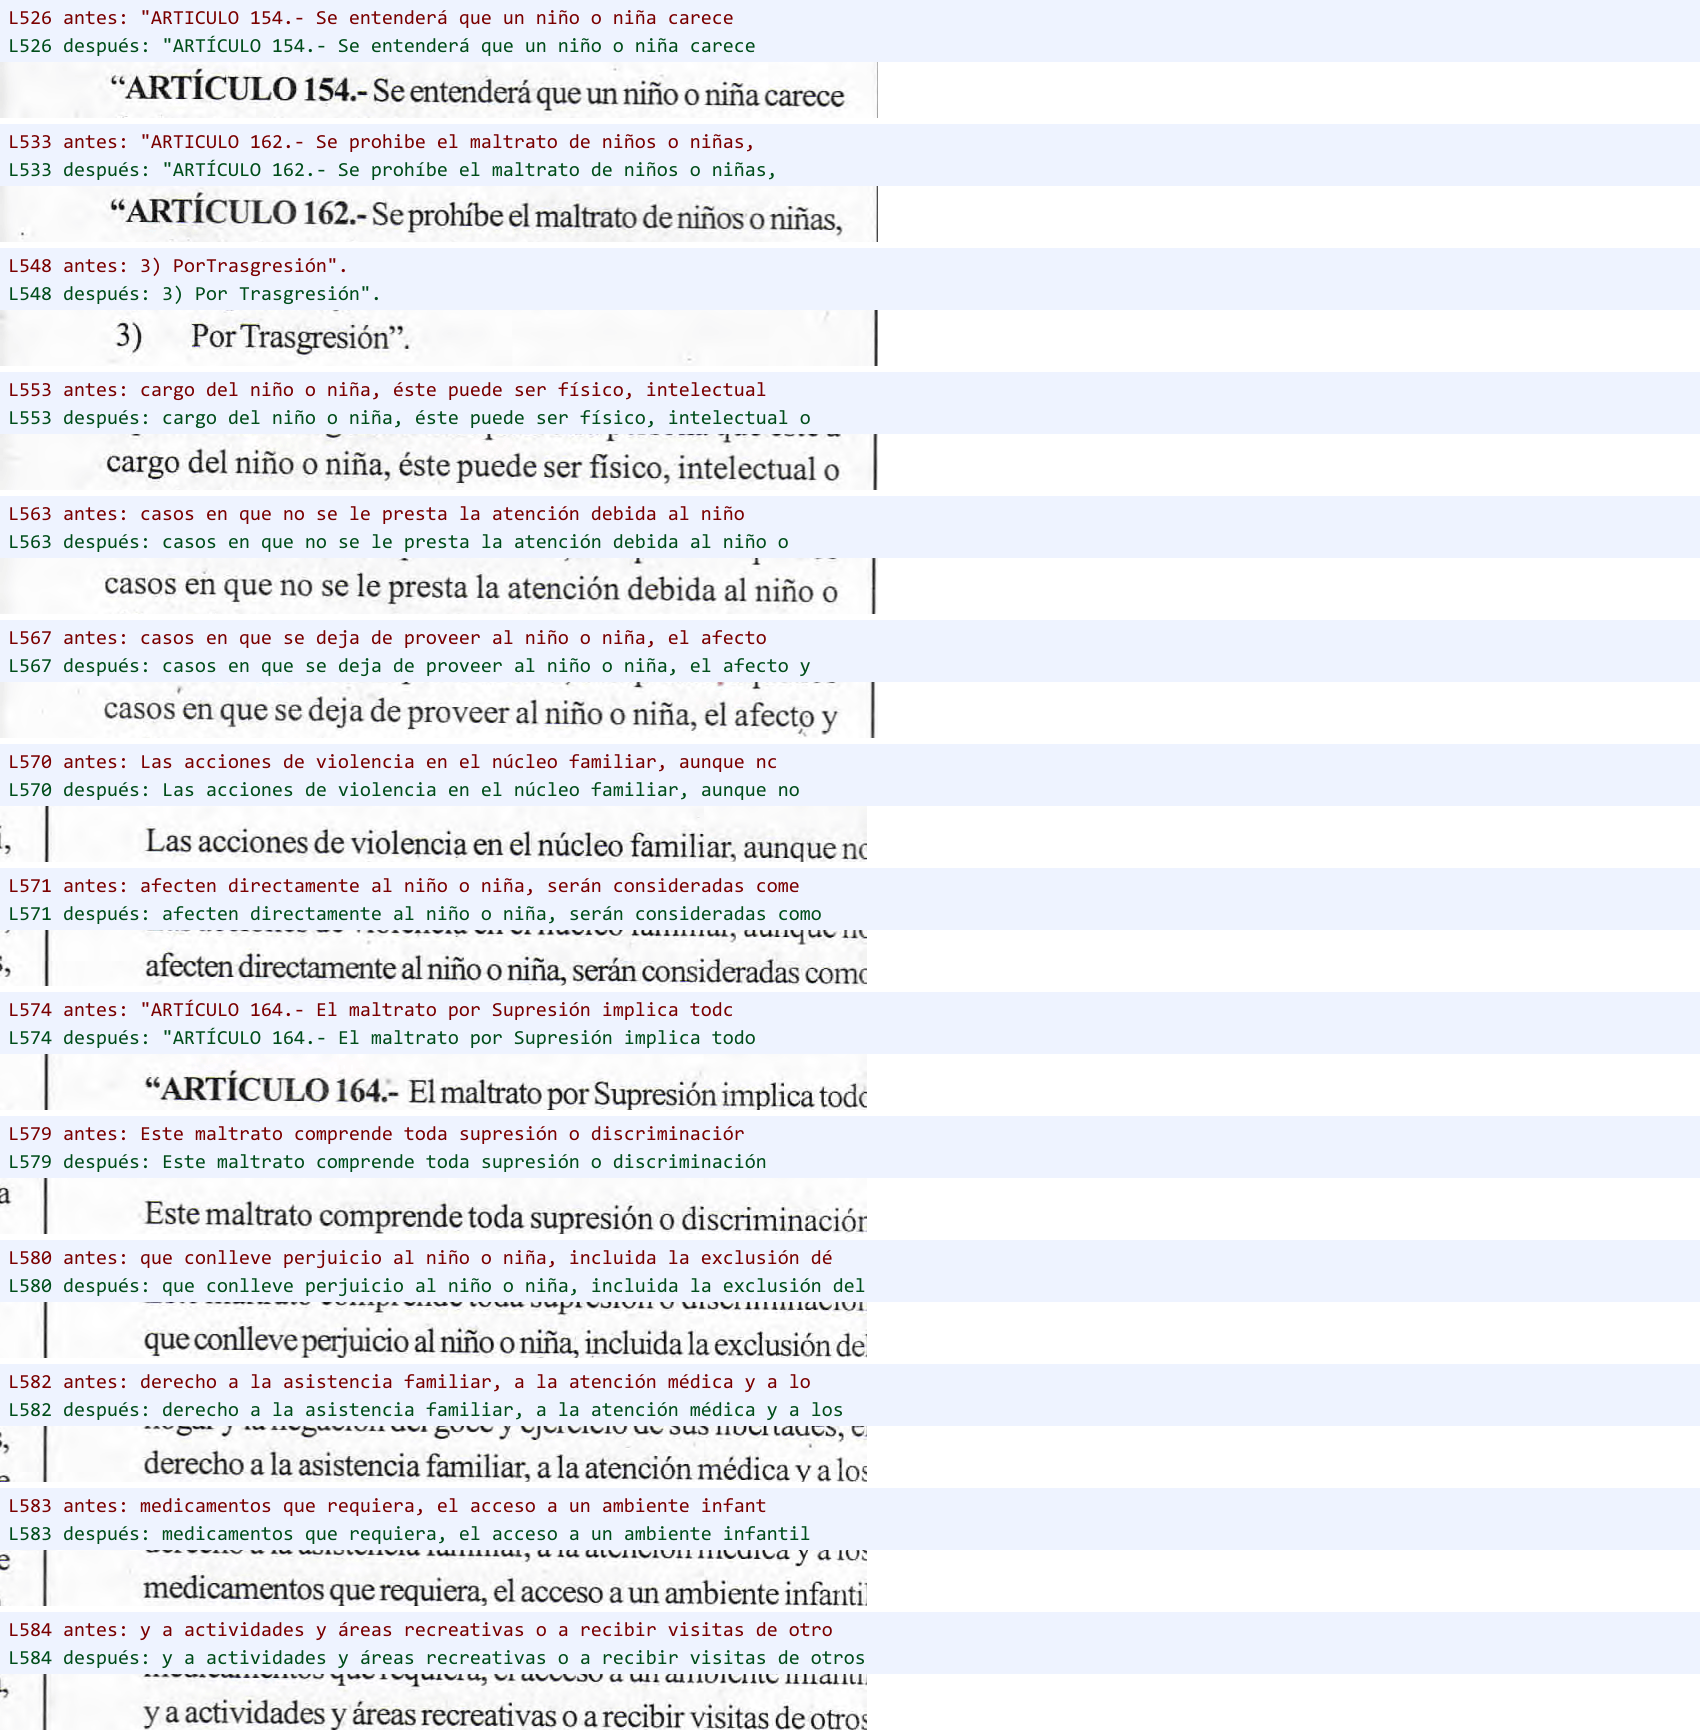 L526 antes: "ARTICULO 154.- Se entenderá que un niño o niña carece
L526 después: "ARTÍCULO 154.- Se entenderá que un niño o niña carece
“ARTÍCULO 154.- Se entenderá que un niño o niña carece
L533 antes: "ARTICULO 162.- Se prohibe el maltrato de niños o niñas,
L533 después: "ARTÍCULO 162.- Se prohíbe el maltrato de niños o niñas,
“ARTÍCULO 162.- Se prohíbe el maltrato de niños o niñas,
L548 antes: 3) PorTrasgresión".
L548 después: 3) Por Trasgresión".
3) Por Trasgresión”.
L553 antes: cargo del niño o niña, éste puede ser físico, intelectual
L553 después: cargo del niño o niña, éste puede ser físico, intelectual o
cargo del niño o niña, éste puede ser físico, intelectual o
L563 antes: casos en que no se le presta la atención debida al niño
L563 después: casos en que no se le presta la atención debida al niño o
casos en que no se le presta la atención debida al niño o
L567 antes: casos en que se deja de proveer al niño o niña, el afecto
L567 después: casos en que se deja de proveer al niño o niña, el afecto y
casos en que se deja de proveer al niño o niña, el afecto y
L570 antes: Las acciones de violencia en el núcleo familiar, aunque nc
L570 después: Las acciones de violencia en el núcleo familiar, aunque no
Las acciones de violencia en el núcleo familiar, aunque no
L571 antes: afecten directamente al niño o niña, serán consideradas come
L571 después: afecten directamente al niño o niña, serán consideradas como
afecten directamente al niño o niña, serán consideradas como
L574 antes: "ARTÍCULO 164.- El maltrato por Supresión implica todc
L574 después: "ARTÍCULO 164.- El maltrato por Supresión implica todo
“ARTÍCULO 164.- El maltrato por Supresión implica todo
L579 antes: Este maltrato comprende toda supresión o discriminaciór
L579 después: Este maltrato comprende toda supresión o discriminación
a
Este maltrato comprende toda supresión o discriminación
L580 antes: que conlleve perjuicio al niño o niña, incluida la exclusión dé
L580 después: que conlleve perjuicio al niño o niña, incluida la exclusión del
que conlleve perjuicio al niño o niña, incluida la exclusión del
L582 antes: derecho a la asistencia familiar, a la atención médica y a lo
L582 después: derecho a la asistencia familiar, a la atención médica y a los
derecho a la asistencia familiar, a la atención médica y a los
L583 antes: medicamentos que requiera, el acceso a un ambiente infant
L583 después: medicamentos que requiera, el acceso a un ambiente infantil
e
medicamentos que requiera, el acceso a un ambiente infantil
L584 antes: y a actividades y áreas recreativas o a recibir visitas de otro
L584 después: y a actividades y áreas recreativas o a recibir visitas de otros
y a actividades y áreas recreativas o a recibir visitas de otros